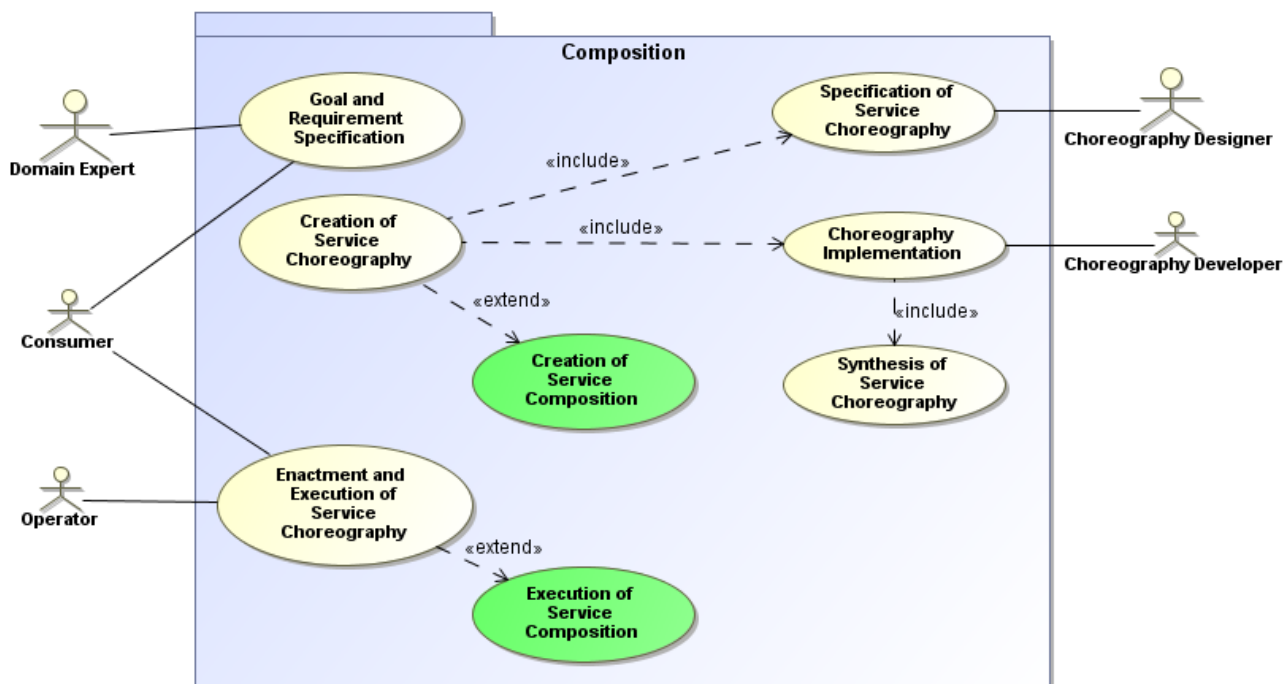 Composition
Goal and
Requirement
Specification
Specification of
Service
Choreography
Domain Expert
Choreography Designer
«include»
Creation of
Service
Choreography
«include»
Choreography
Implementation
Choreography Developer
«extend»
«include»
Consumer
Creation of
Service
Composition
Synthesis of
Service
Choreography
Enactment and
Execution of
Service
Choreography
Operator
«extend»
Execution of
Service
Composition